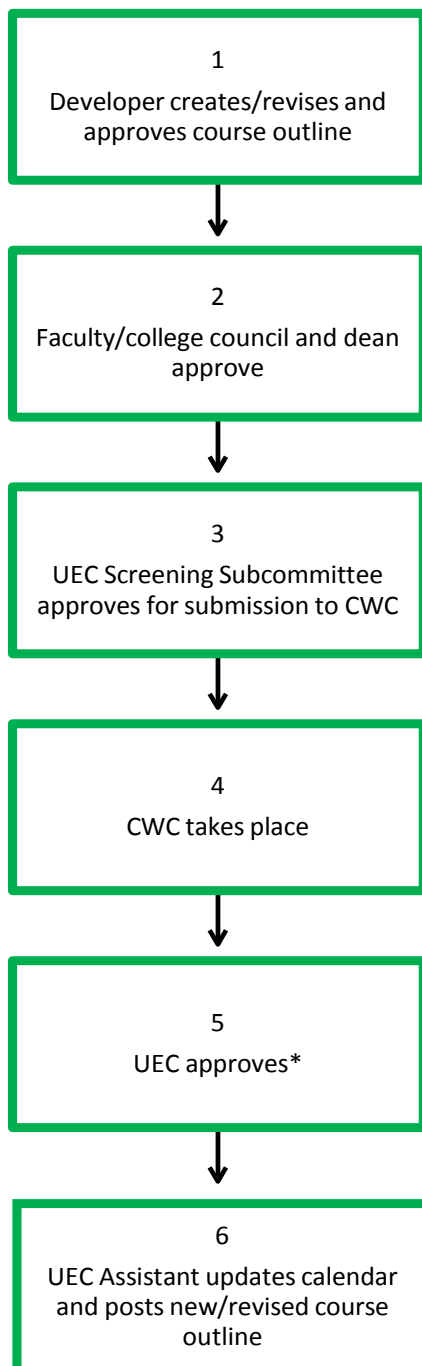 1
Developer creates/revises and
approves course outline
2
Faculty/college council and dean
approve
3
UEC Screening Subcommittee
approves for submission to CWC
4
CWC takes place
5
UEC approves*
6
UEC Assistant updates calendar
and posts new/revised course
outline